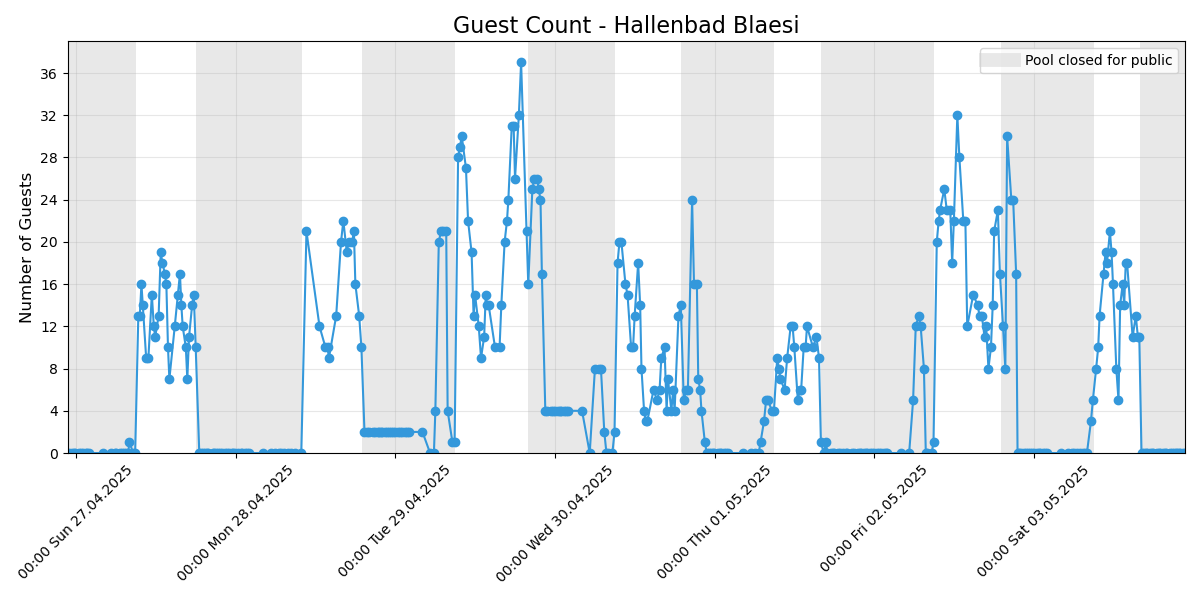 Guest Count - Hallenbad Blaesi
Pool closed for public
Number of Guests
36
32
28
24
20
16
12
8
4
0
00:00 Sun 27.04.2025
00:00 Mon 28.04.2025
00:00 Tue 29.04.2025
00:00 Wed 30.04.2025
00:00 Thu 01.05.2025
00:00 Fri 02.05.2025
00:00 Sat 03.05.2025